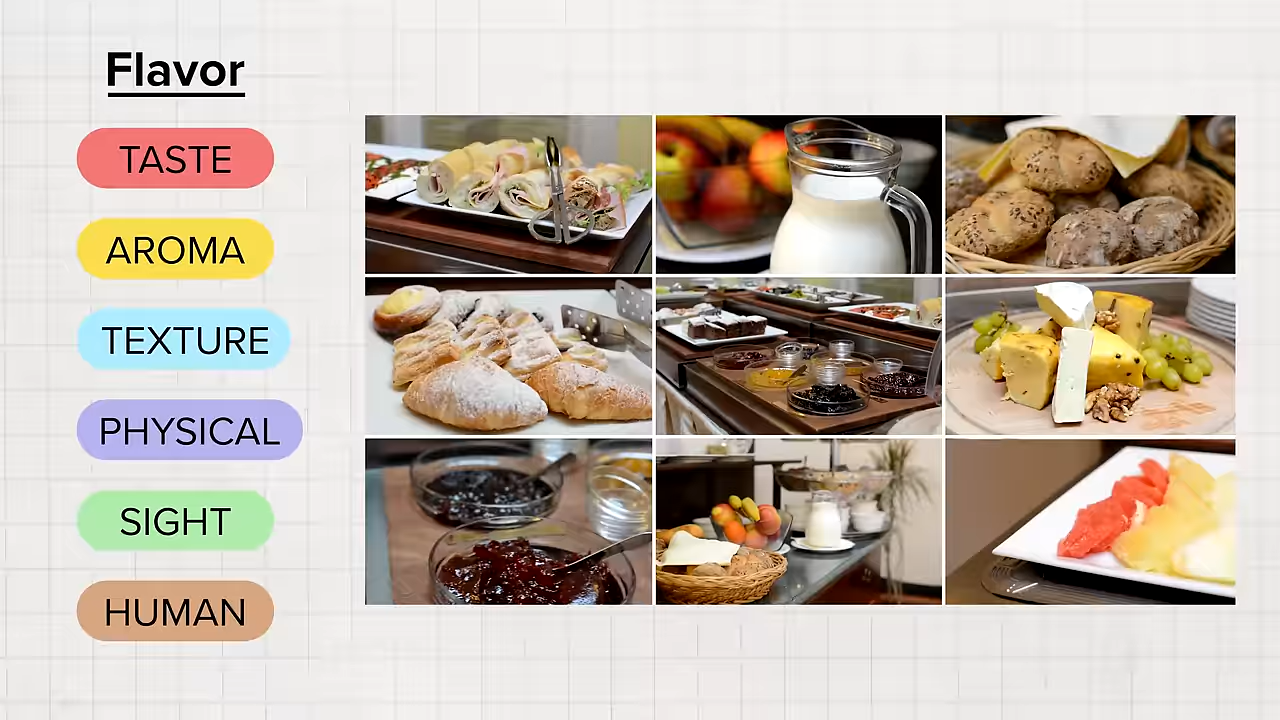 Flavor
TASTE
AROMA
TEXTURE
PHYSICAL
SIGHT
HUMAN